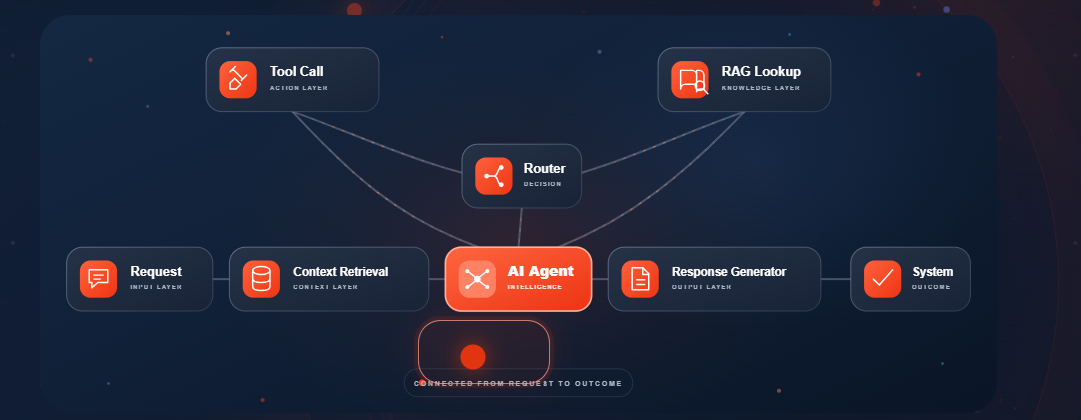 Tool Call
ACTION LAYER
RAG Lookup
KNOWLEDGE LAYER
Router
DECISION
Request
INPUT LAYER
Context Retrieval
CONTEXT LAYER
AI Agent
INTELLIGENCE
Response Generator
OUTPUT LAYER
System
OUTCOME
CONNECTED FROM REQUEST TO OUTCOME